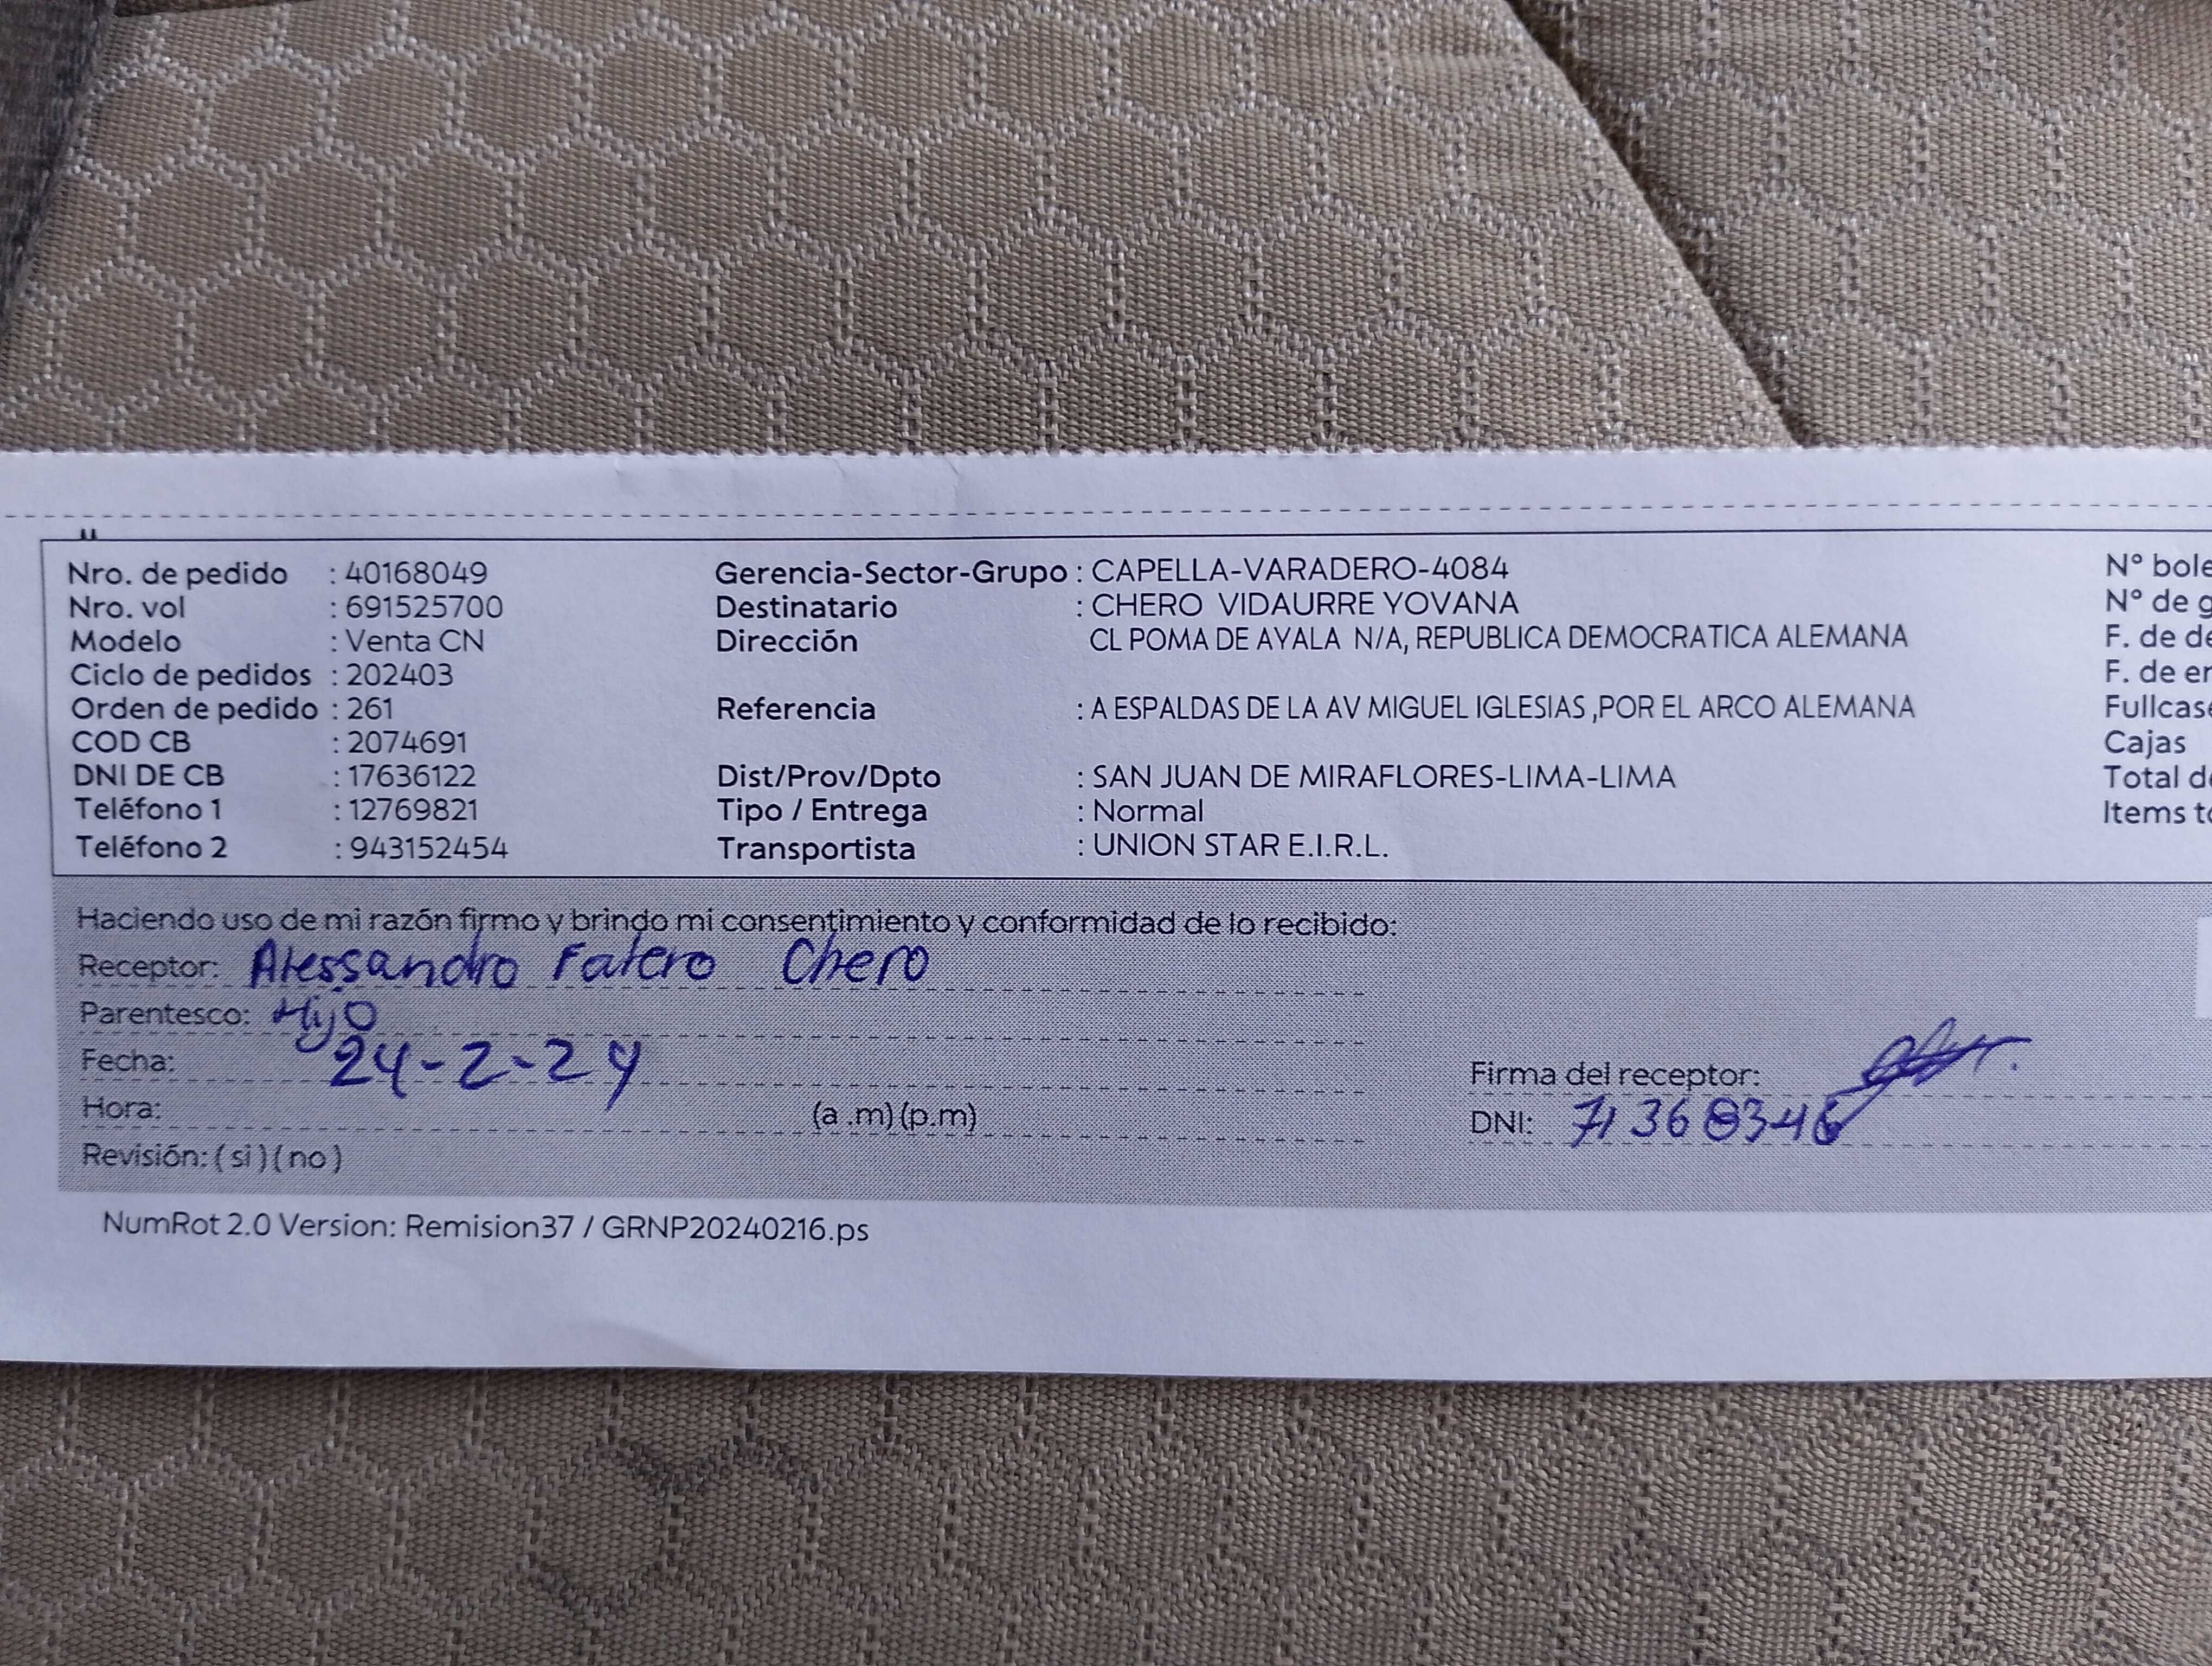 Nro. de pedido : 40168049
Nro. vol : 691525700
Modelo : Venta CN
Ciclo de pedidos : 202403
Orden de pedido : 261
COD CB : 2074691
DNI DE CB : 17636122
Teléfono 1 : 12769821
Teléfono 2 : 943152454
Gerencia-Sector-Grupo : CAPELLA-VARADERO-4084
Destinatario : CHERO VIDAURRE YOVANA
Dirección CL POMA DE AYALA N/A, REPUBLICA DEMOCRATICA ALEMANA
Referencia : A ESPALDAS DE LA AV MIGUEL IGLESIAS ,POR EL ARCO ALEMANA
Dist/Prov/Dpto : SAN JUAN DE MIRAFLORES-LIMA-LIMA
Tipo / Entrega : Normal
Transportista : UNION STAR E.I.R.L.
N° bole
N° de g
F. de de
F. de en
Fullcase
Cajas
Total de
Items to
Haciendo uso de mi razón firmo y brindo mi consentimiento y conformidad de lo recibido:
Receptor: Alessandro Falero Chero
Parentesco: Hijo
Fecha: 24-2-24
Hora: (a .m) (p.m)
Revisión: ( si ) ( no )
Firma del receptor:
DNI: 71368346
NumRot 2.0 Version: Remision37 / GRNP20240216.ps